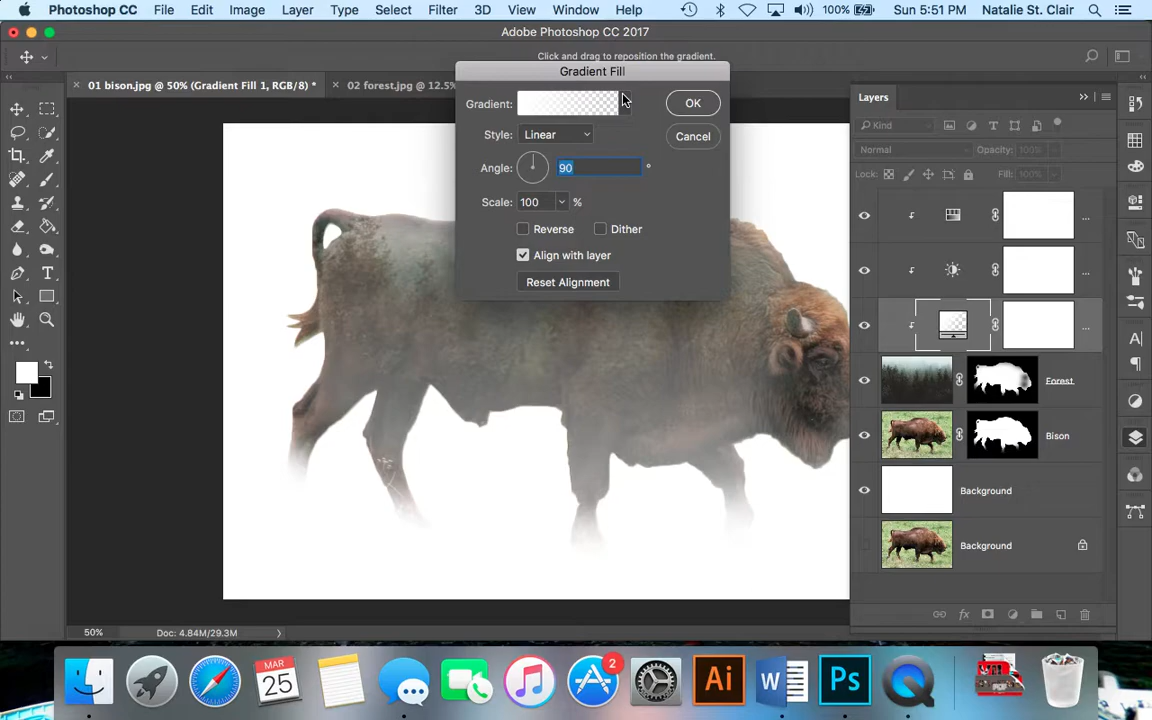 Photoshop CC File Edit Image Layer Type Select Filter 3D View Window Help 100% Sun 5:51 PM Natalie St. Clair
Adobe Photoshop CC 2017
Click and drag to reposition the gradient.
× 01 bison.jpg @ 50% (Gradient Fill 1, RGB/8) * × 02 forest.jpg @ 12.5%
Gradient Fill
Gradient:
OK
Style: Linear
Cancel
Angle: 90 °
Scale: 100 %
Reverse Dither
Align with layer
Reset Alignment
Layers
Kind
Normal Opacity: 100%
Lock: Fill: 100%
...
...
...
Forest
Bison
Background
Background
50% Doc: 4.84M/29.3M
MAR
25
2
Ai
W
Ps